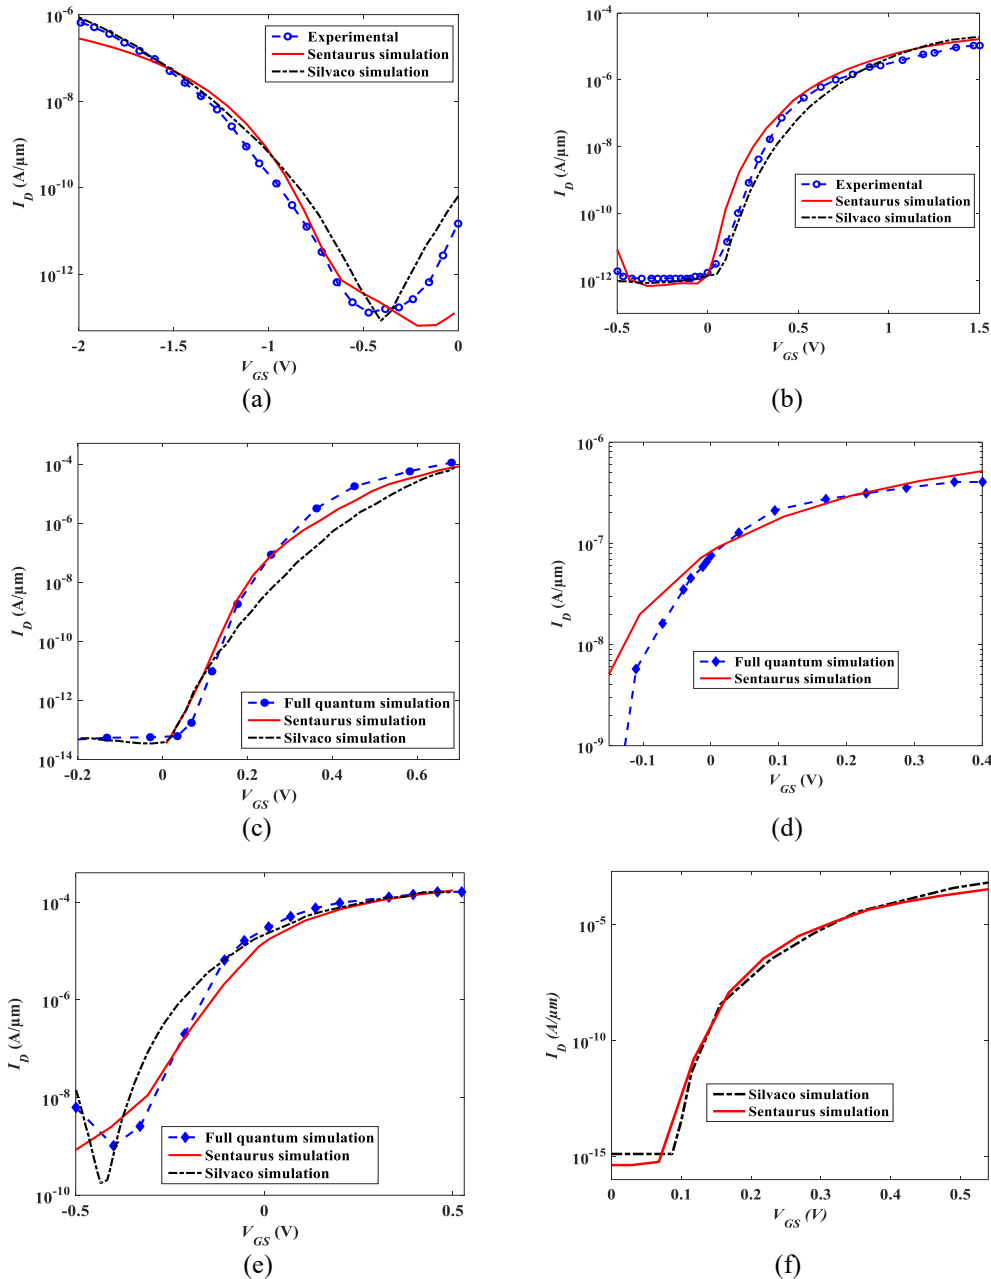 10^-6
10^-8
10^-10
10^-12
I_D (A/μm)
Experimental
Sentaurus simulation
Silvaco simulation
-2 -1.5 -1 -0.5 0
V_GS (V)
(a)
10^-4
10^-6
10^-8
10^-10
10^-12
I_D (A/μm)
Experimental
Sentaurus simulation
Silvaco simulation
-0.5 0 0.5 1 1.5
V_GS (V)
(b)
10^-4
10^-6
10^-8
10^-10
10^-12
10^-14
I_D (A/μm)
Full quantum simulation
Sentaurus simulation
Silvaco simulation
-0.2 0 0.2 0.4 0.6
V_GS (V)
(c)
10^-6
10^-7
10^-8
10^-9
I_D (A/μm)
Full quantum simulation
Sentaurus simulation
-0.1 0 0.1 0.2 0.3 0.4
V_GS (V)
(d)
10^-4
10^-6
10^-8
10^-10
I_D (A/μm)
Full quantum simulation
Sentaurus simulation
Silvaco simulation
-0.5 0 0.5
V_GS (V)
(e)
10^-5
10^-10
10^-15
I_D (A/μm)
Silvaco simulation
Sentaurus simulation
0 0.1 0.2 0.3 0.4 0.5
V_GS (V)
(f)